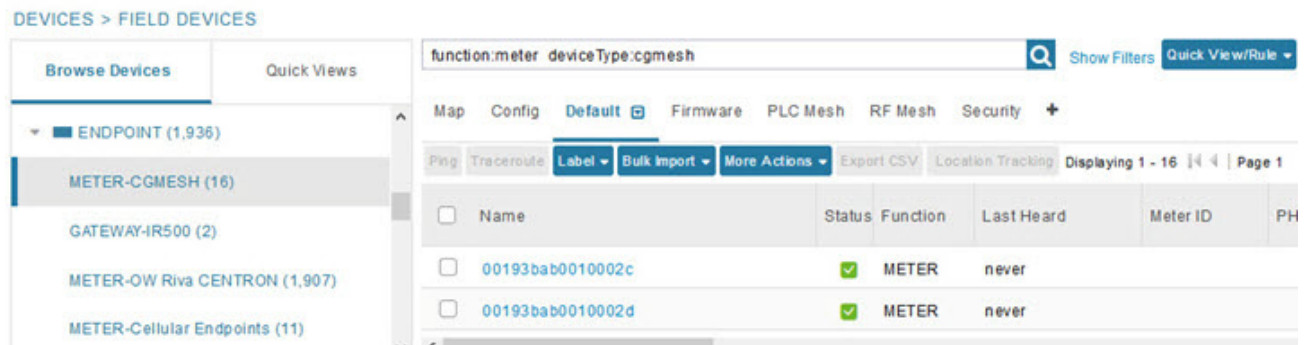 DEVICES > FIELD DEVICES
Browse Devices
Quick Views
ENDPOINT (1,936)
METER-CGMESH (16)
GATEWAY-IR500 (2)
METER-OW Riva CENTRON (1,907)
METER-Cellular Endpoints (11)
function:meter deviceType:cgmesh
Show Filters Quick View/Rule
Map Config Default Firmware PLC Mesh RF Mesh Security +
Ping Traceroute Label Bulk Import More Actions Export CSV Location Tracking Displaying 1 - 16 | Page 1
Name Status Function Last Heard Meter ID PH
00193bab0010002c METER never
00193bab0010002d METER never